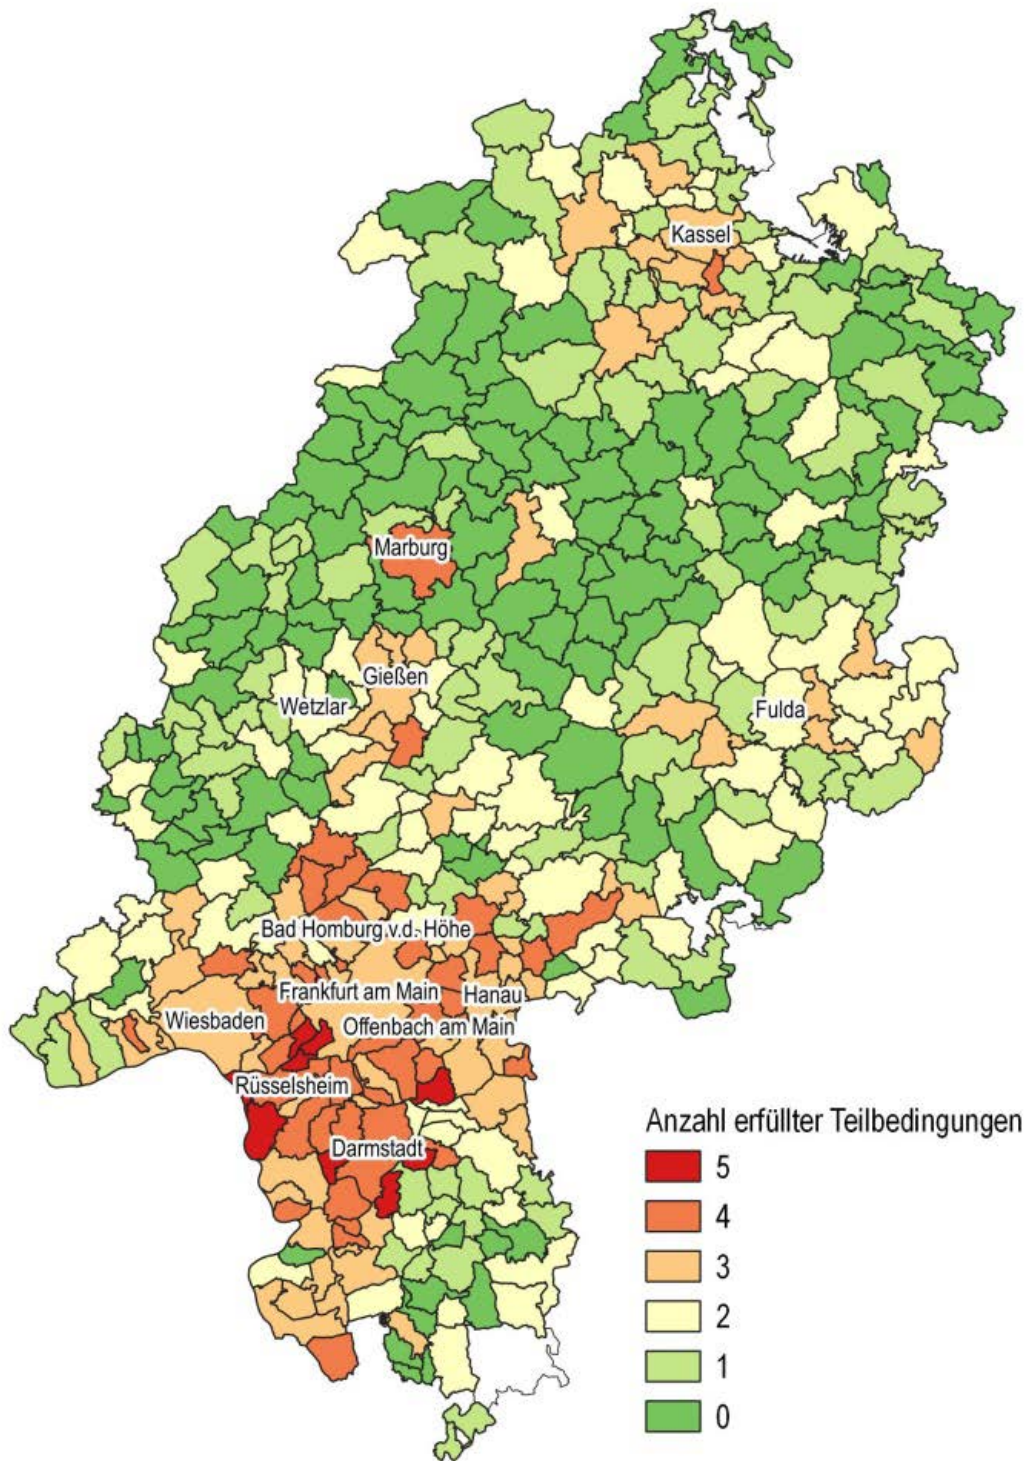 Kassel
Marburg
Gießen
Wetzlar
Fulda
Bad Homburg v.d. Höhe
Frankfurt am Main
Hanau
Wiesbaden
Offenbach am Main
Rüsselsheim
Darmstadt
Anzahl erfüllter Teilbedingungen
5
4
3
2
1
0